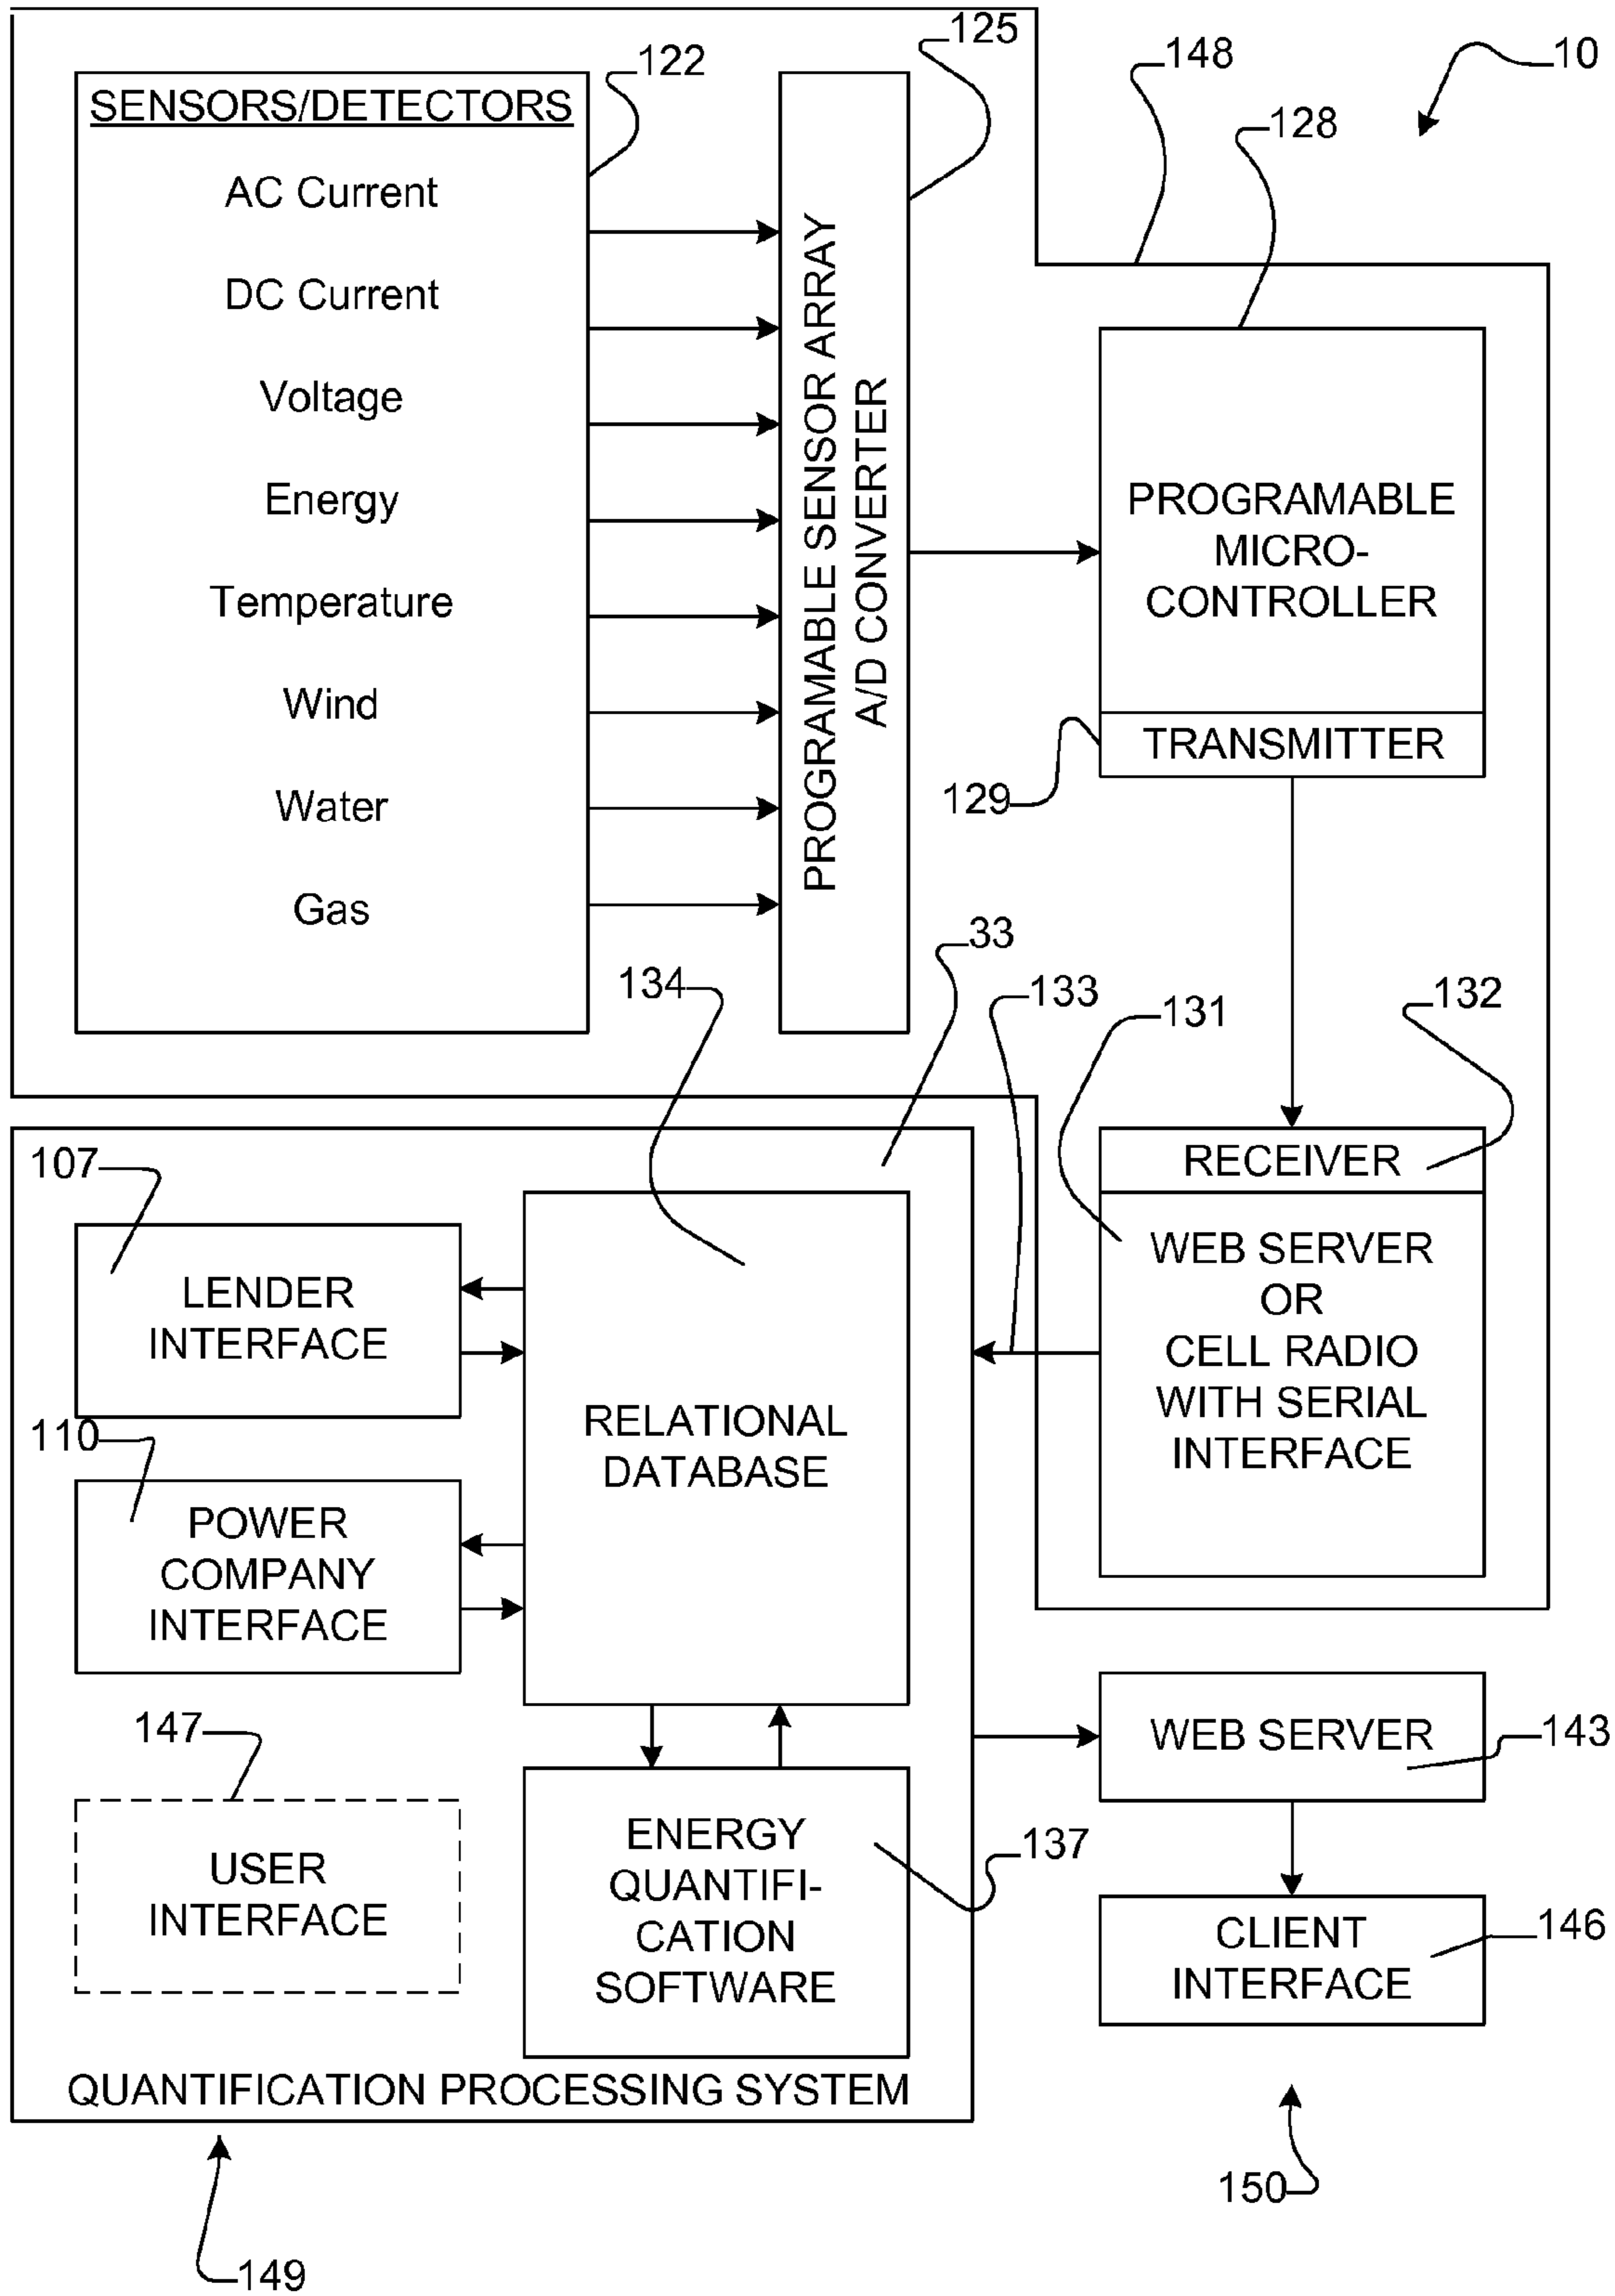 125
10
148
122
128
SENSORS/DETECTORS
AC Current
DC Current
Voltage
Energy
Temperature
Wind
Water
Gas
PROGRAMABLE SENSOR ARRAY
A/D CONVERTER
PROGRAMABLE
MICRO-
CONTROLLER
TRANSMITTER
129
33
134
133
131
132
RECEIVER
WEB SERVER
OR
CELL RADIO
WITH SERIAL
INTERFACE
107
LENDER
INTERFACE
110
POWER
COMPANY
INTERFACE
RELATIONAL
DATABASE
147
USER
INTERFACE
ENERGY
QUANTIFI-
CATION
SOFTWARE
137
QUANTIFICATION PROCESSING SYSTEM
WEB SERVER
143
CLIENT
INTERFACE
146
150
149